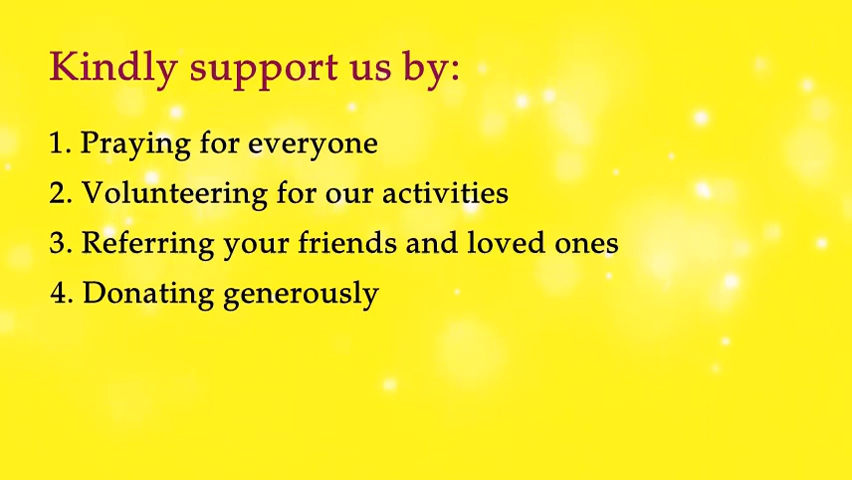 Kindly support us by:
1. Praying for everyone
2. Volunteering for our activities
3. Referring your friends and loved ones
4. Donating generously